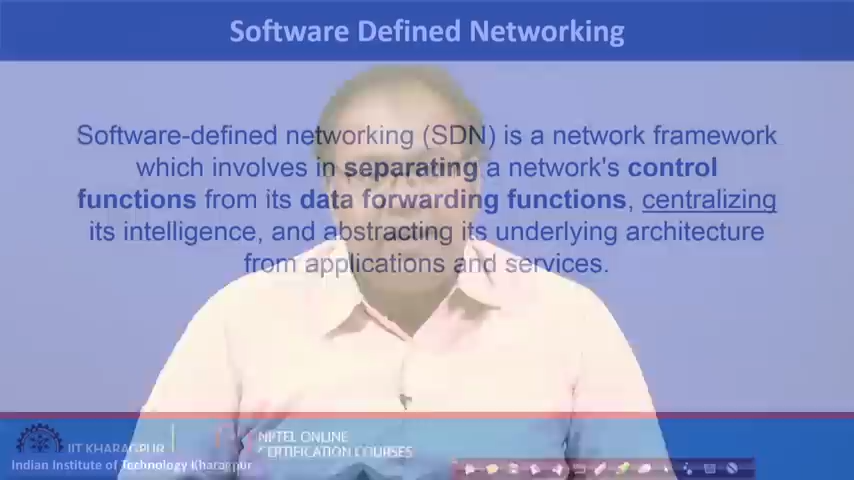 Software Defined Networking
Software-defined networking (SDN) is a network framework
which involves in separating a network's control
functions from its data forwarding functions, centralizing
its intelligence, and abstracting its underlying architecture
from applications and services.
IIT KHARAGPUR
NPTEL ONLINE
CERTIFICATION COURSES
Indian Institute of Technology Kharagpur